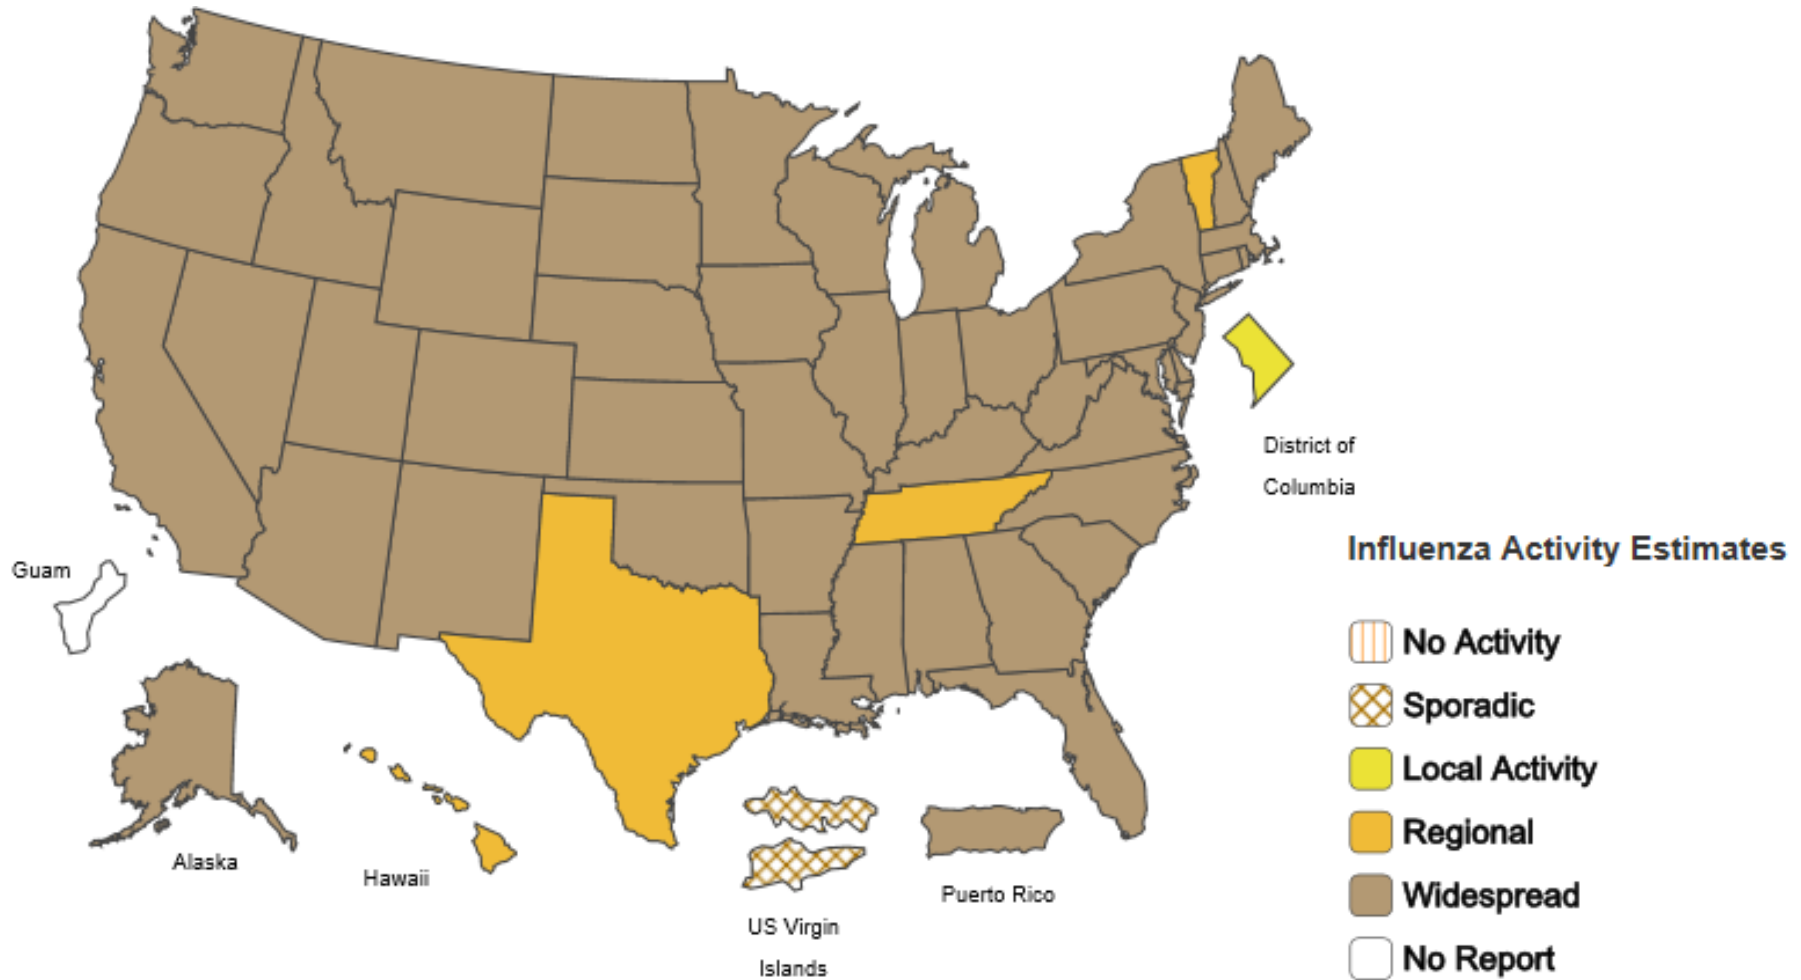 District of
Columbia
Guam
Influenza Activity Estimates
No Activity
Sporadic
Local Activity
Regional
Widespread
No Report
Alaska
Hawaii
US Virgin
Islands
Puerto Rico